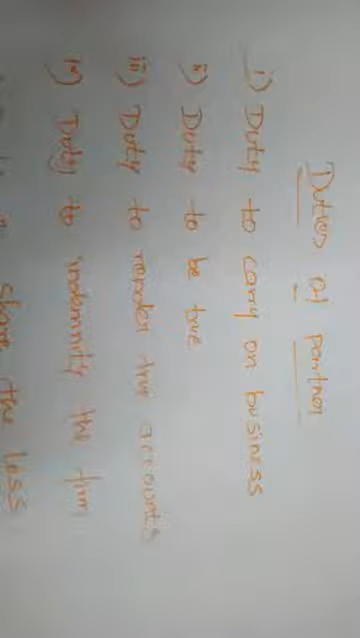 Duties of partner
i) Duty to carry on business
ii) Duty to be true
iii) Duty to render true accounts
iv) Duty to indemnify the firm
share the loss